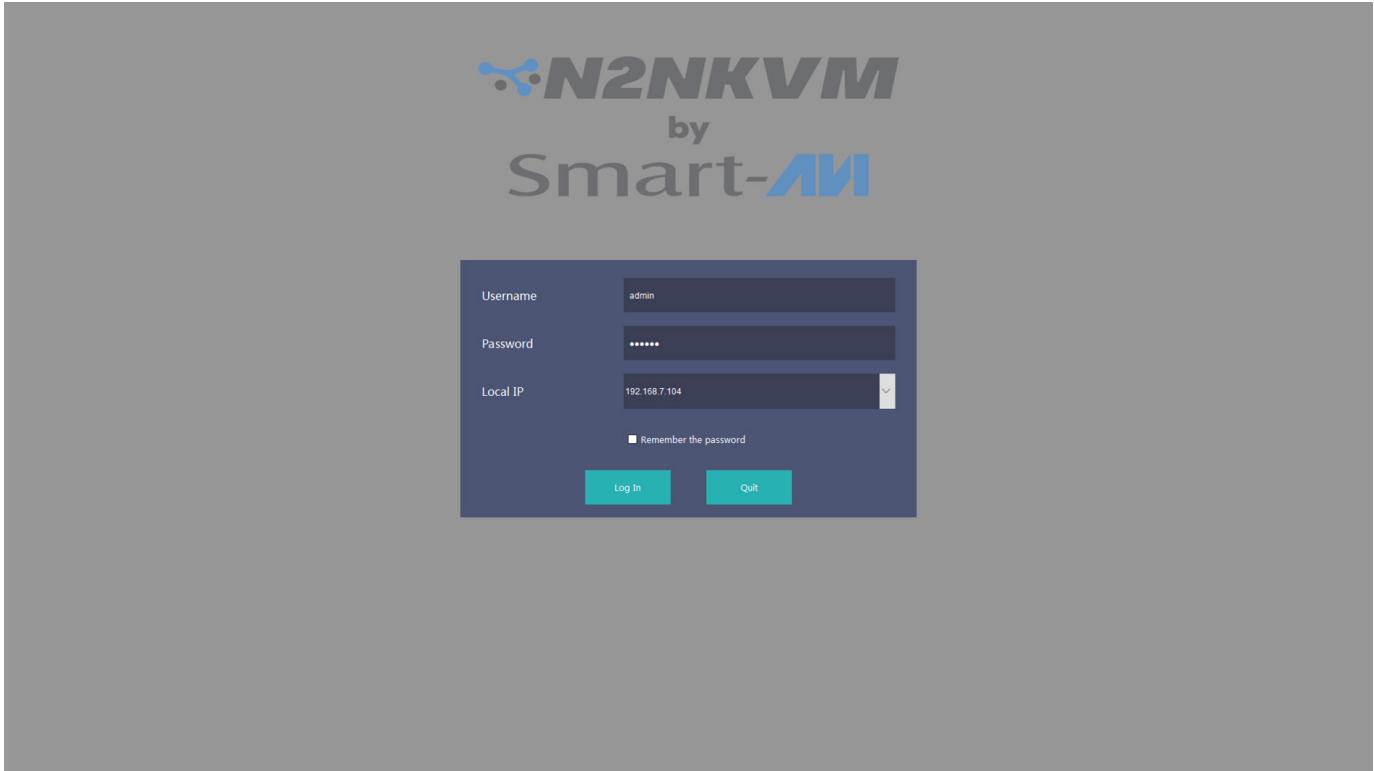 N2NKVM
by
Smart-AVI
Username admin
Password ••••••
Local IP 192.168.7.104
Remember the password
Log In Quit